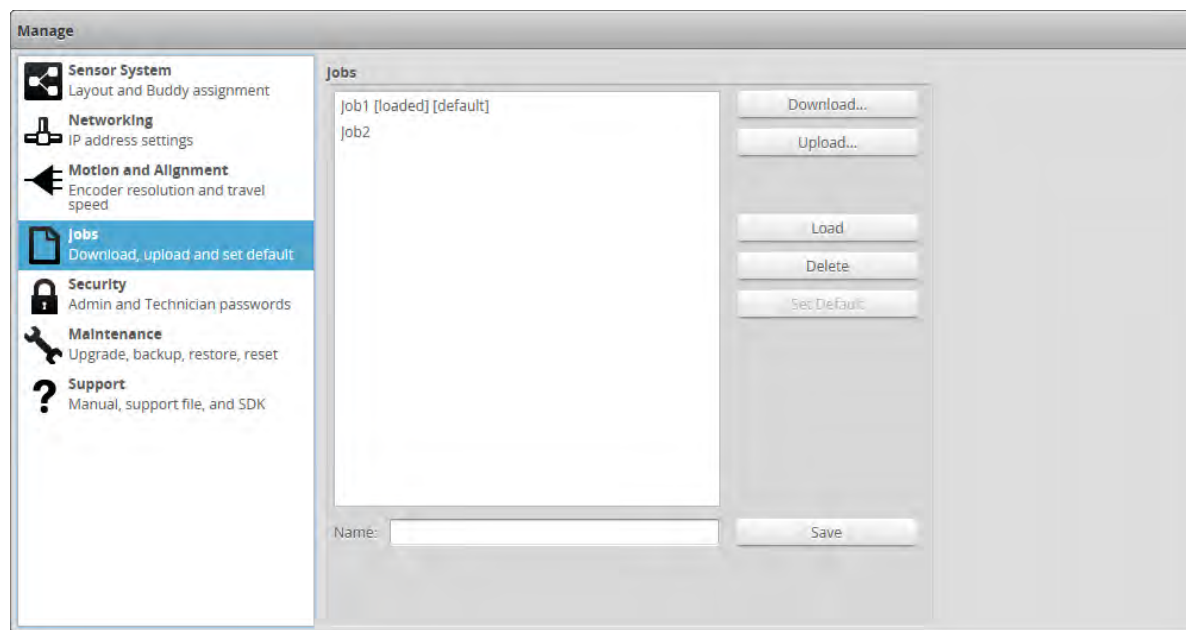 Manage
Sensor System
Layout and Buddy assignment
Networking
IP address settings
Motion and Alignment
Encoder resolution and travel
speed
Jobs
Download, upload and set default
Security
Admin and Technician passwords
Maintenance
Upgrade, backup, restore, reset
Support
Manual, support file, and SDK
Jobs
Job1 [loaded] [default]
Job2
Download...
Upload...
Load
Delete
Set Default
Name:
Save